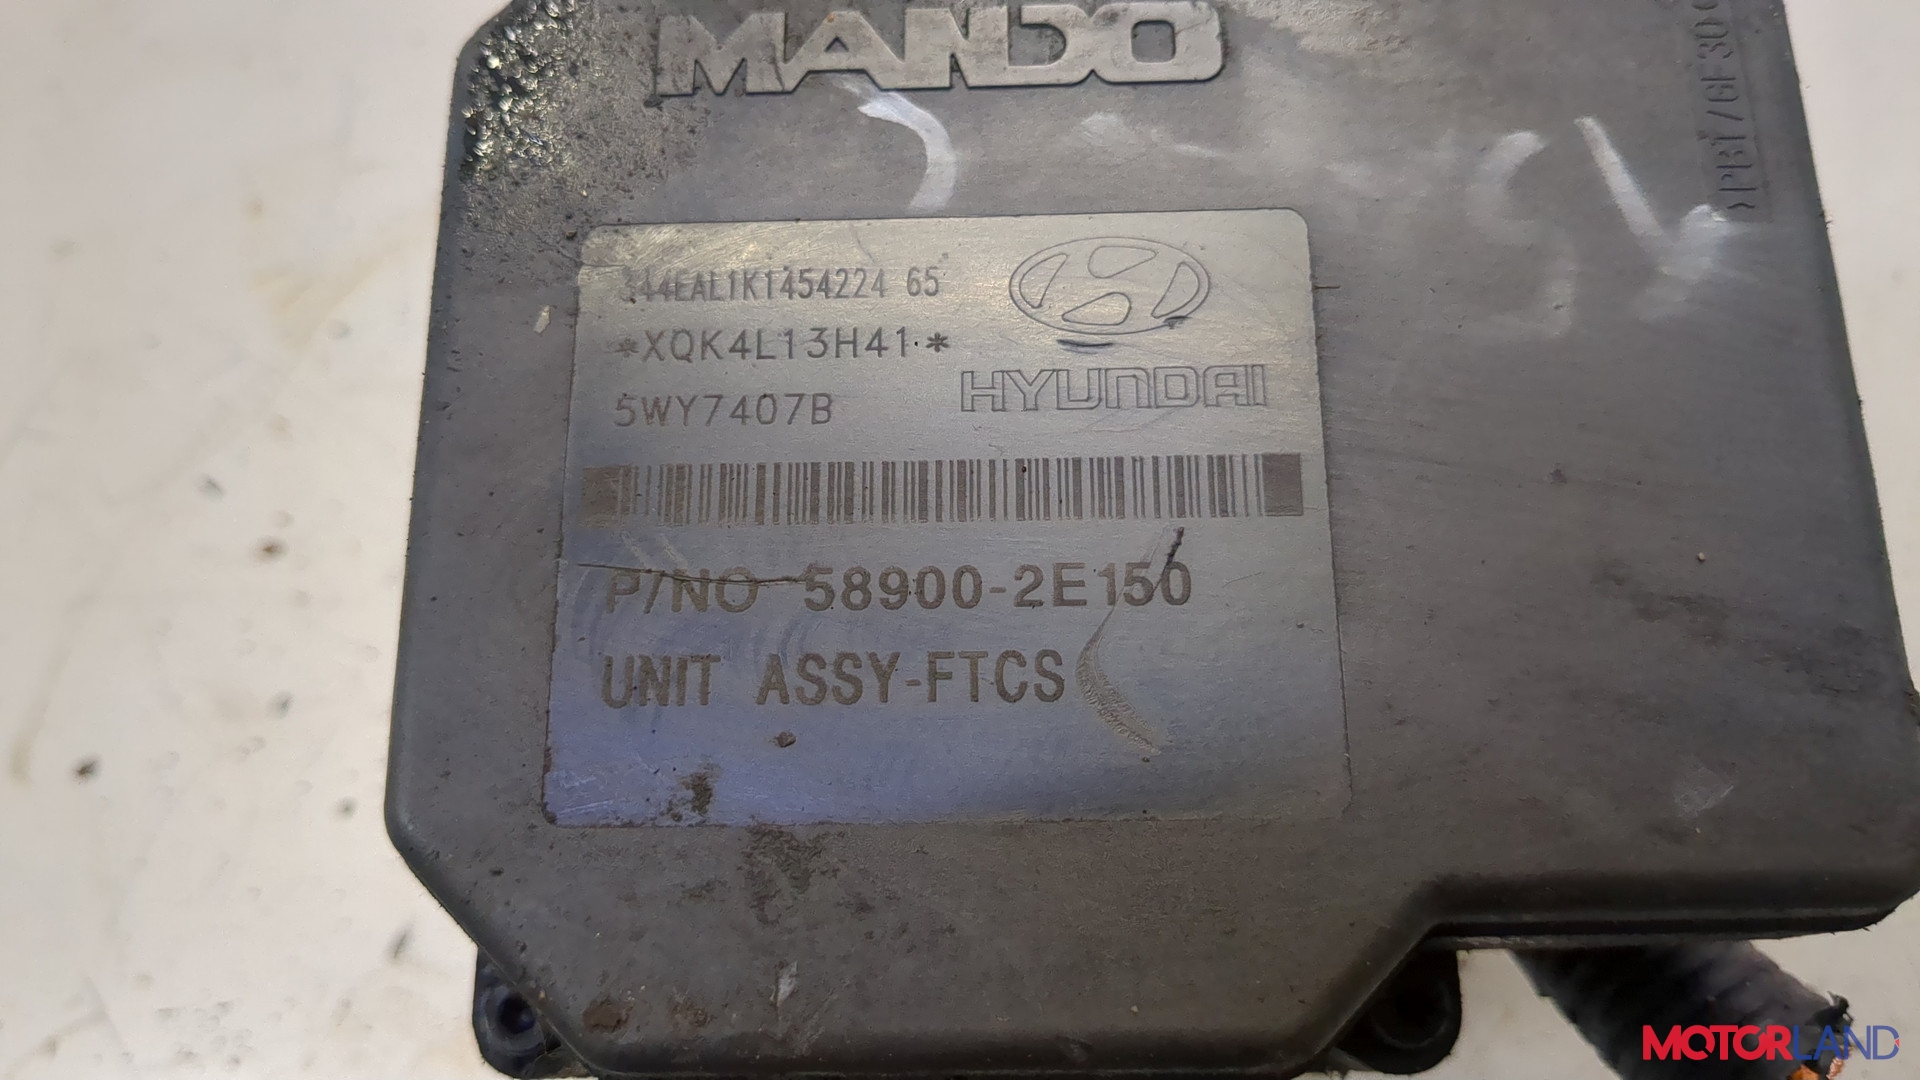 MANDO
344EAL1K1454224 65
*XQK4L13H41*
5WY7407B
HYUNDAI
P/NO 58900-2E150
UNIT ASSY-FTCS
MOTORLAND